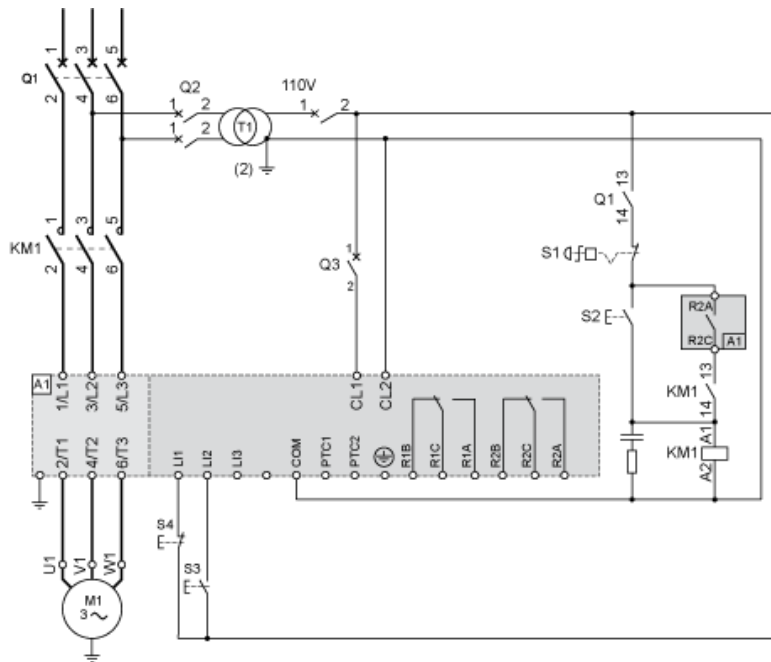 1 3 5
Q1
2 4 6
Q2
1 2
1 2
T1
(2)
110V
1 2
1 3 5
KM1
2 4 6
Q3
1
2
13
Q1
14
S1
S2
R2A
R2C
A1
13
KM1
14
A1
KM1
A2
A1
1/L1
3/L2
5/L3
CL1
CL2
2/T1
4/T2
6/T3
LI1
LI2
LI3
COM
PTC1
PTC2
R1B
R1C
R1A
R2B
R2C
R2A
S4
S3
U1
V1
W1
M1
3